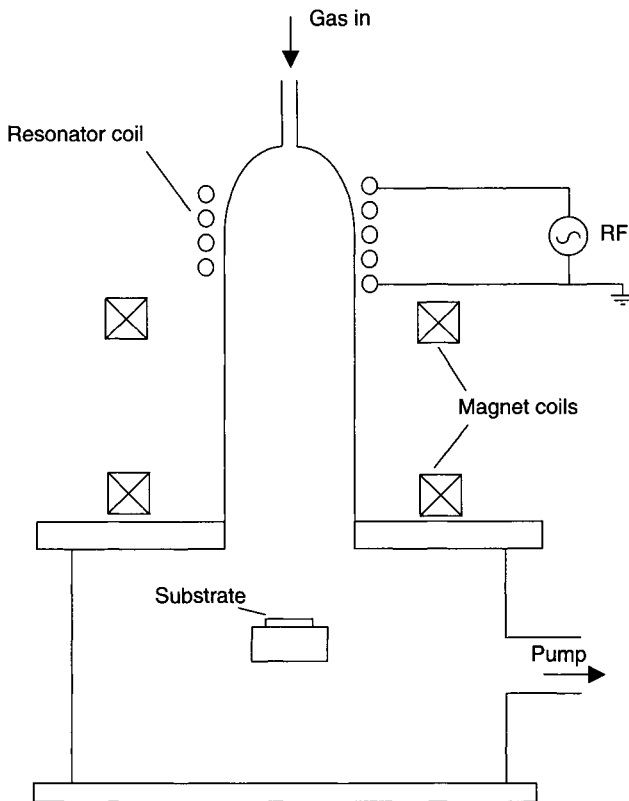 Gas in
Resonator coil
RF
Magnet coils
Substrate
Pump